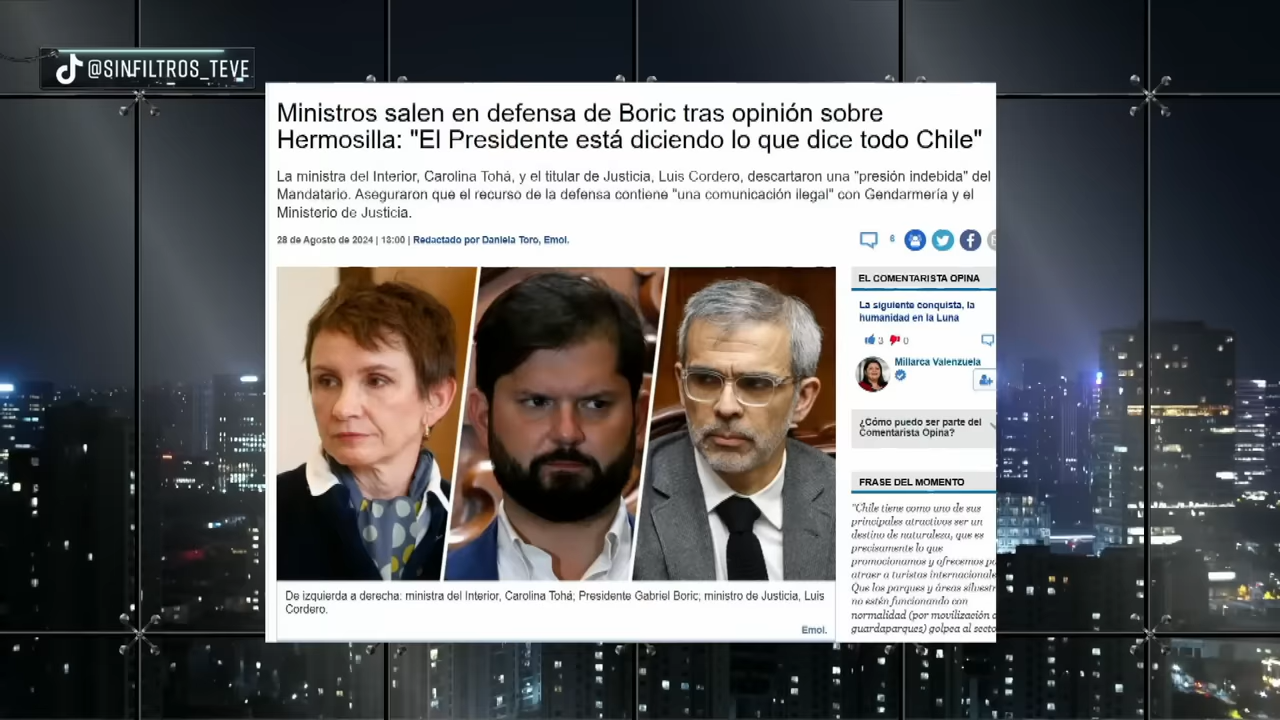 @SINFILTROS_TEVE
Ministros salen en defensa de Boric tras opinión sobre
Hermosilla: "El Presidente está diciendo lo que dice todo Chile"
La ministra del Interior, Carolina Tohá, y el titular de Justicia, Luis Cordero, descartaron una "presión indebida" del
Mandatario. Aseguraron que el recurso de la defensa contiene "una comunicación ilegal" con Gendarmería y el
Ministerio de Justicia.
28 de Agosto de 2024 | 13:00 | Redactado por Daniela Toro, Emol.
6
EL COMENTARISTA OPINA
La siguiente conquista, la
humanidad en la Luna
3 0
Millarca Valenzuela
¿Cómo puedo ser parte del
Comentarista Opina?
FRASE DEL MOMENTO
"Chile tiene como uno de sus
principales atractivos ser un
destino de naturaleza, que es
precisamente lo que
promocionamos y ofrecemos
atraer a turistas
Que los parques y áreas
no estén funcionando con
normalidad (por movilización
guardaparques) golpea al
De izquierda a derecha: ministra del Interior, Carolina Tohá; Presidente Gabriel Boric; ministro de Justicia, Luis
Cordero.
Emol.